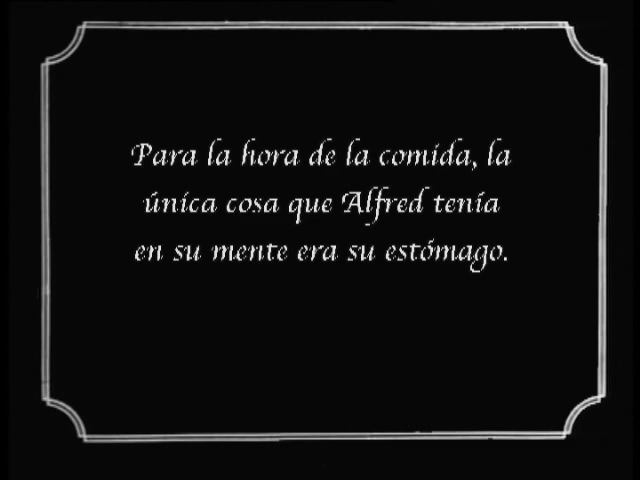 Para la hora de la comida, la
única cosa que Alfred tenía
en su mente era su estómago.